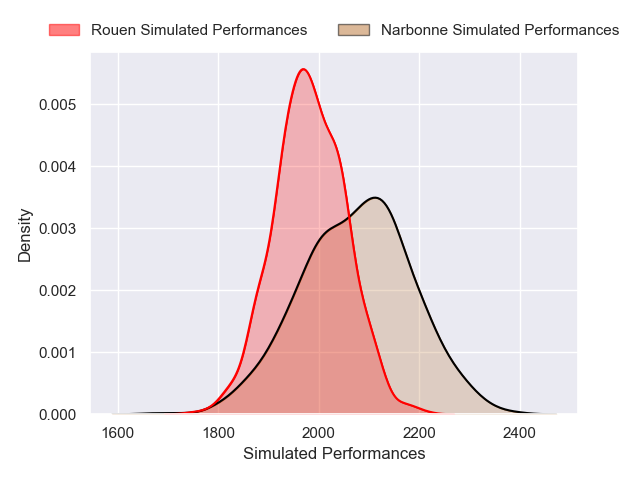 Rouen Simulated Performances Narbonne Simulated Performances
0.005
0.004
0.003
0.002
0.001
0.000
Density
1600 1800 2000 2200 2400
Simulated Performances